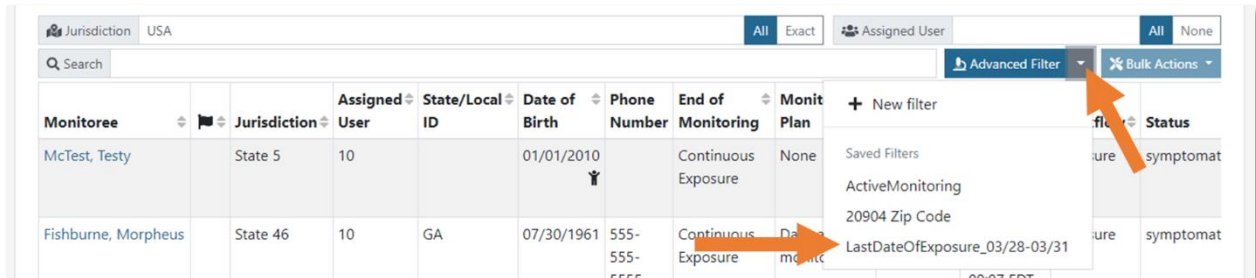 Jurisdiction USA All Exact Assigned User All None
Search Advanced Filter Bulk Actions
Assigned State/Local Date of Phone End of Monit
Monitoree Jurisdiction User ID Birth Number Monitoring Plan Status
+ New filter
McTest, Testy State 5 10 01/01/2010 Continuous None symptomat
Exposure
Saved Filters
ActiveMonitoring
20904 Zip Code
Fishburne, Morpheus State 46 10 GA 07/30/1961 555- Continuous symptomat
555- Exposure
LastDateOfExposure_03/28-03/31